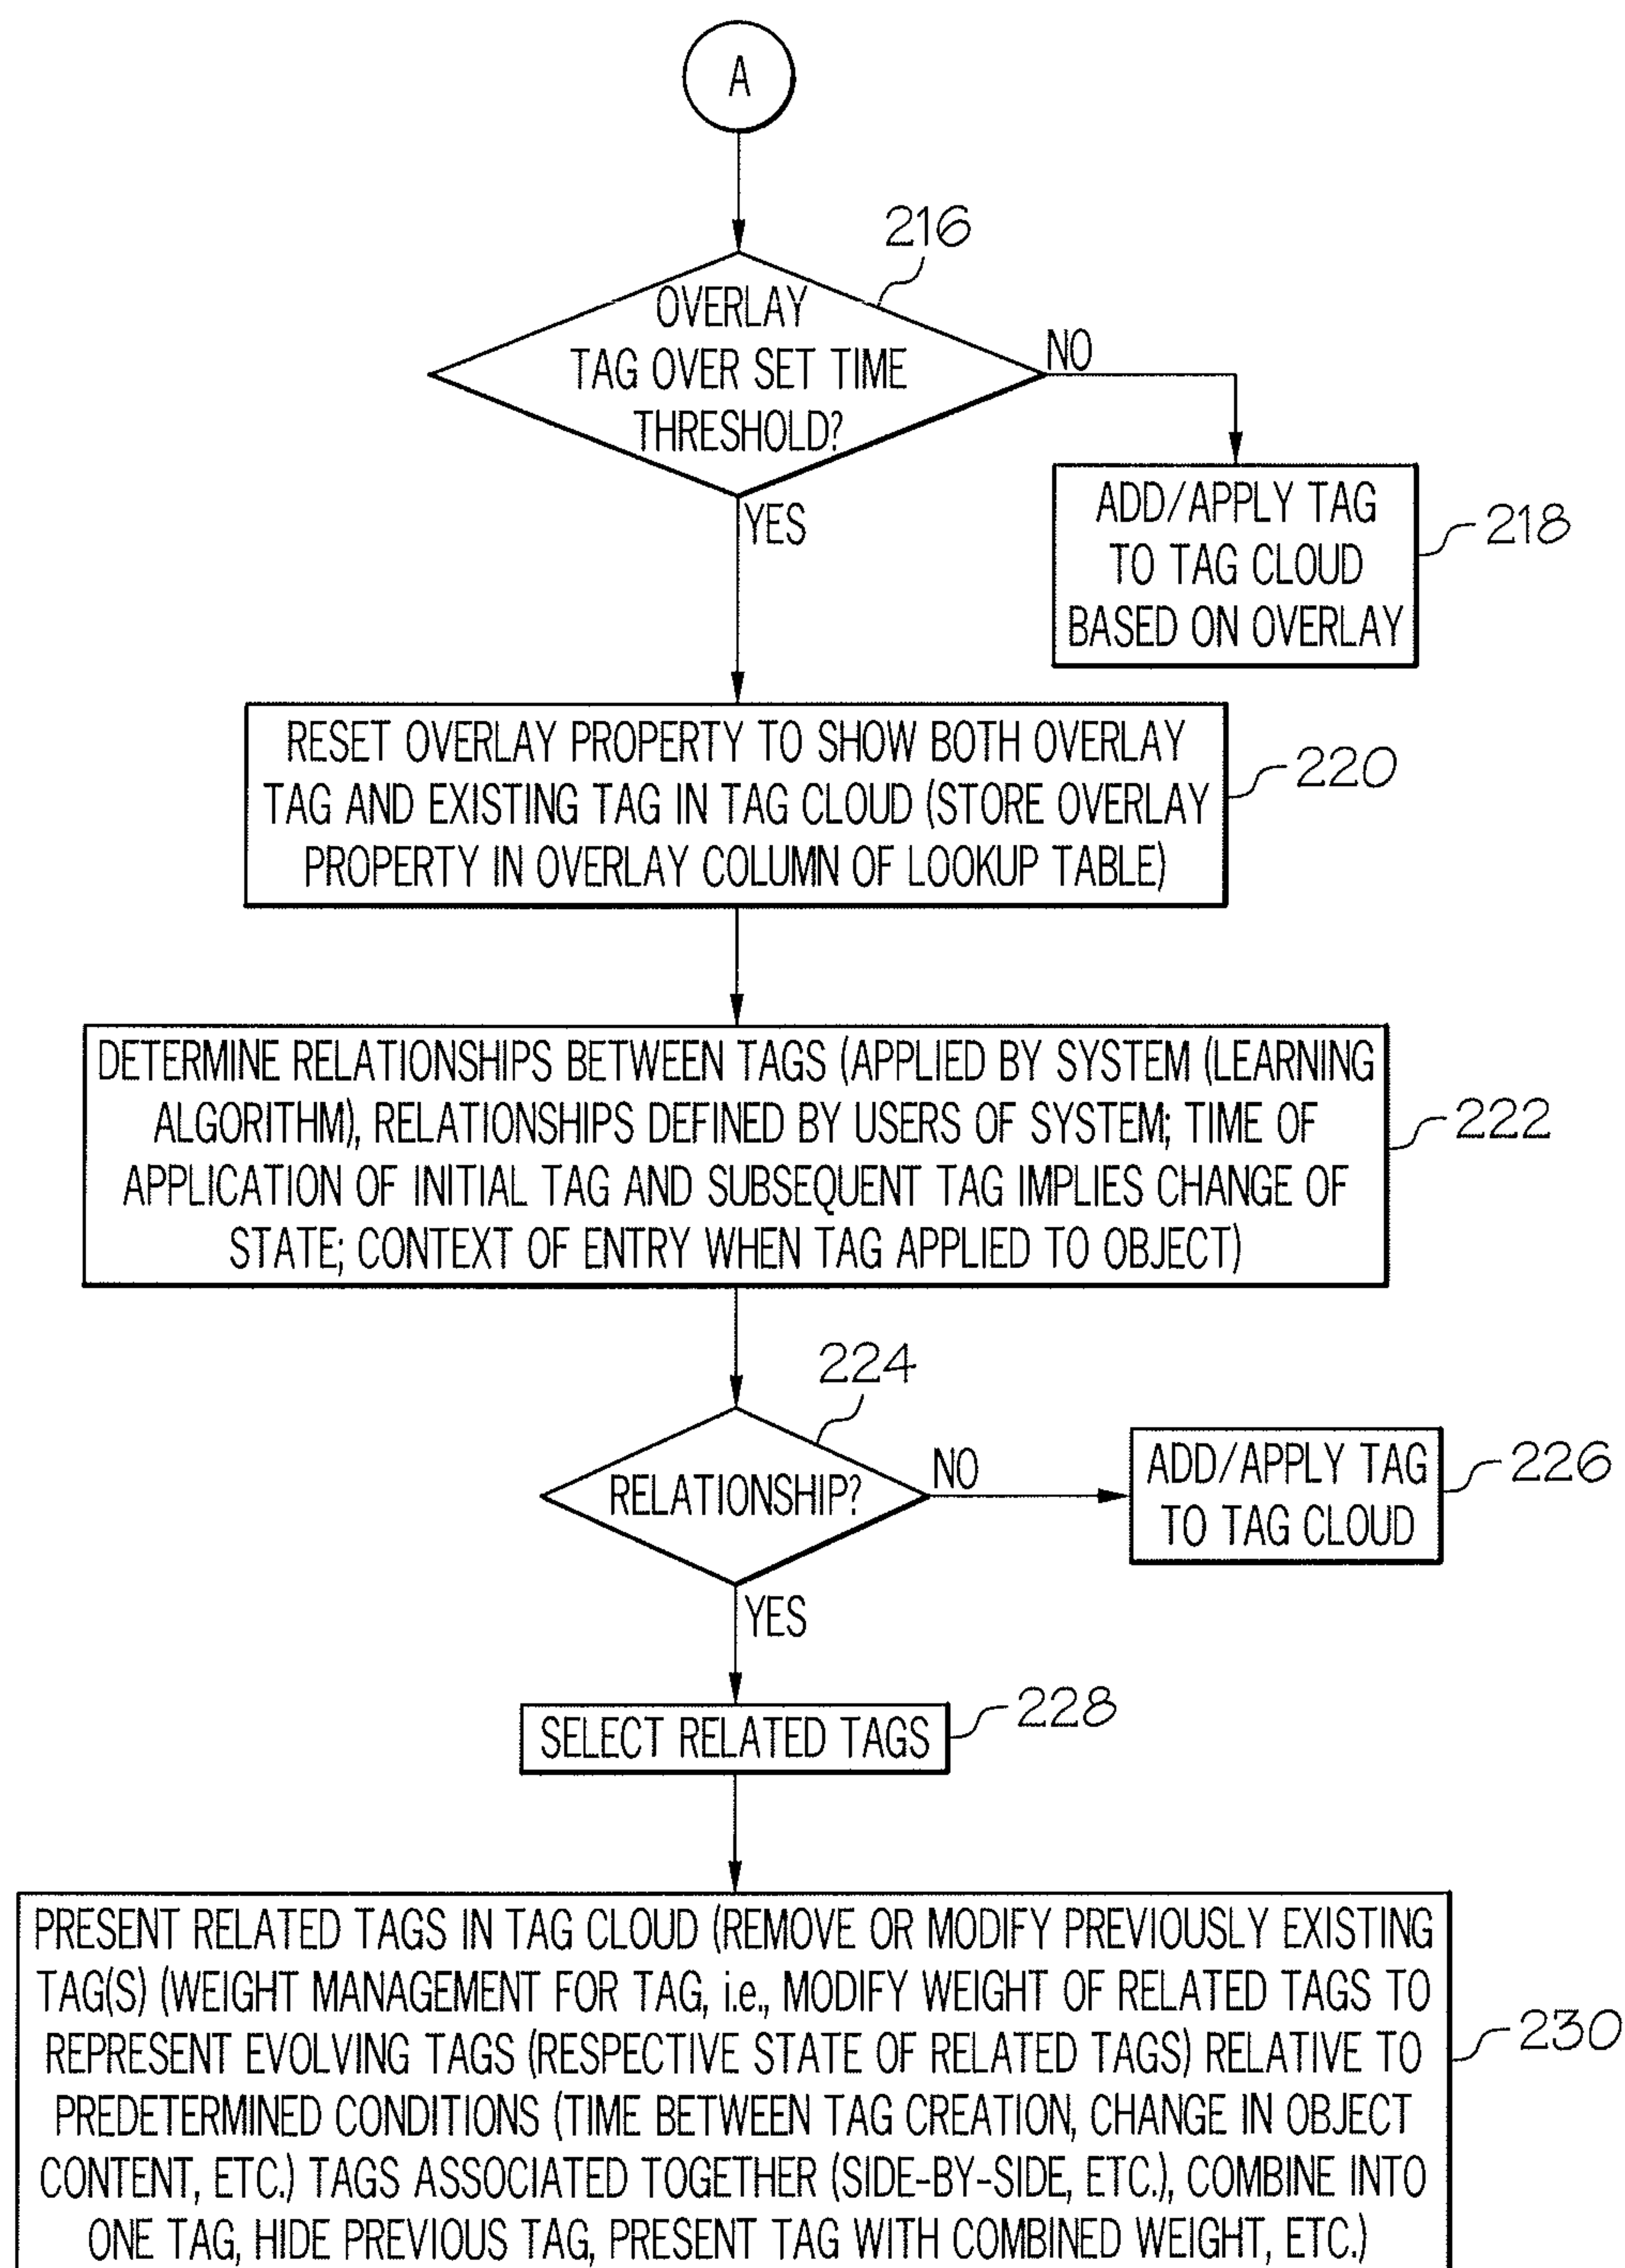 A
216
OVERLAY
TAG OVER SET TIME
THRESHOLD?
NO
YES
ADD/APPLY TAG
TO TAG CLOUD
BASED ON OVERLAY
218
RESET OVERLAY PROPERTY TO SHOW BOTH OVERLAY
TAG AND EXISTING TAG IN TAG CLOUD (STORE OVERLAY
PROPERTY IN OVERLAY COLUMN OF LOOKUP TABLE)
220
DETERMINE RELATIONSHIPS BETWEEN TAGS (APPLIED BY SYSTEM (LEARNING
ALGORITHM), RELATIONSHIPS DEFINED BY USERS OF SYSTEM; TIME OF
APPLICATION OF INITIAL TAG AND SUBSEQUENT TAG IMPLIES CHANGE OF
STATE; CONTEXT OF ENTRY WHEN TAG APPLIED TO OBJECT)
222
224
RELATIONSHIP?
NO
YES
ADD/APPLY TAG
TO TAG CLOUD
226
SELECT RELATED TAGS
228
PRESENT RELATED TAGS IN TAG CLOUD (REMOVE OR MODIFY PREVIOUSLY EXISTING
TAG(S) (WEIGHT MANAGEMENT FOR TAG, i.e., MODIFY WEIGHT OF RELATED TAGS TO
REPRESENT EVOLVING TAGS (RESPECTIVE STATE OF RELATED TAGS) RELATIVE TO
PREDETERMINED CONDITIONS (TIME BETWEEN TAG CREATION, CHANGE IN OBJECT
CONTENT, ETC.) TAGS ASSOCIATED TOGETHER (SIDE-BY-SIDE, ETC.), COMBINE INTO
ONE TAG, HIDE PREVIOUS TAG, PRESENT TAG WITH COMBINED WEIGHT, ETC.)
230